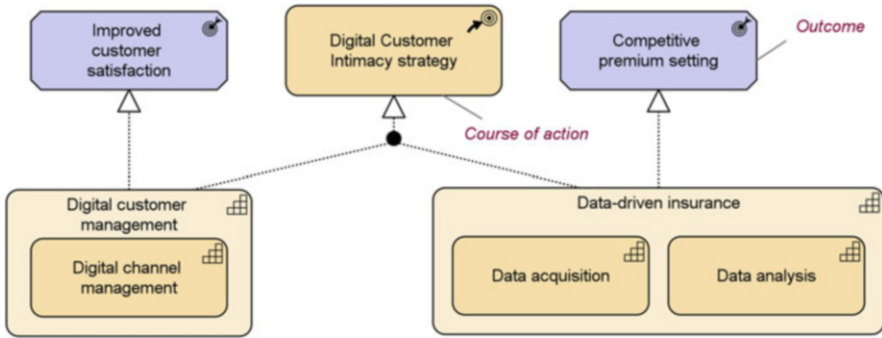 Improved
customer
satisfaction
Digital Customer
Intimacy strategy
Competitive
premium setting
Outcome
Course of action
Digital customer
management
Digital channel
management
Data-driven insurance
Data acquisition
Data analysis